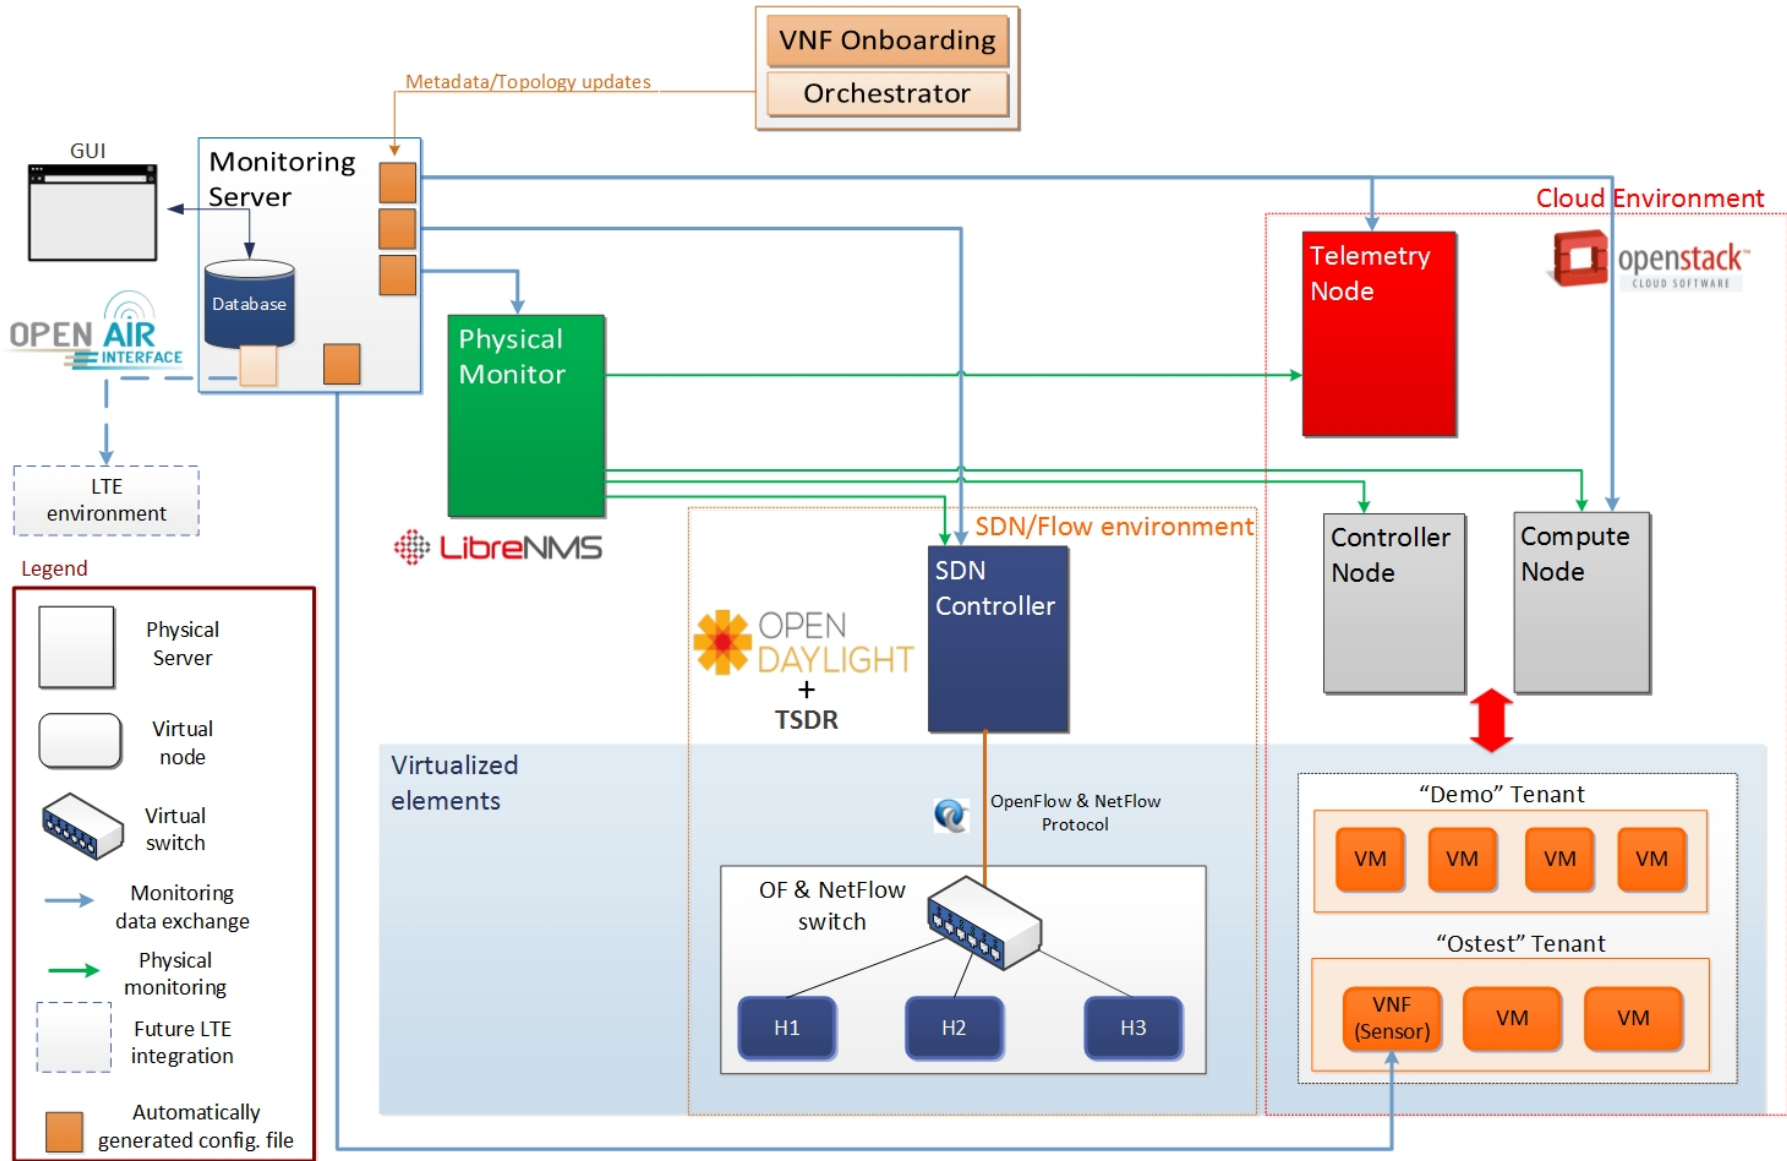 VNF Onboarding
Orchestrator
Metadata/Topology updates
GUI
Monitoring
Server
Database
OPEN AIR
INTERFACE
LTE
environment
Physical
Monitor
LibreNMS
Cloud Environment
Telemetry
Node
openstack™
CLOUD SOFTWARE
SDN/Flow environment
SDN
Controller
OPEN
DAYLIGHT
+
TSDR
Controller
Node
Compute
Node
Legend
Physical
Server
Virtual
node
Virtual
switch
Monitoring
data exchange
Physical
monitoring
Future LTE
integration
Automatically
generated config. file
Virtualized
elements
OpenFlow & NetFlow
Protocol
OF & NetFlow
switch
H1
H2
H3
“Demo” Tenant
VM
VM
VM
VM
“Ostest” Tenant
VNF
(Sensor)
VM
VM